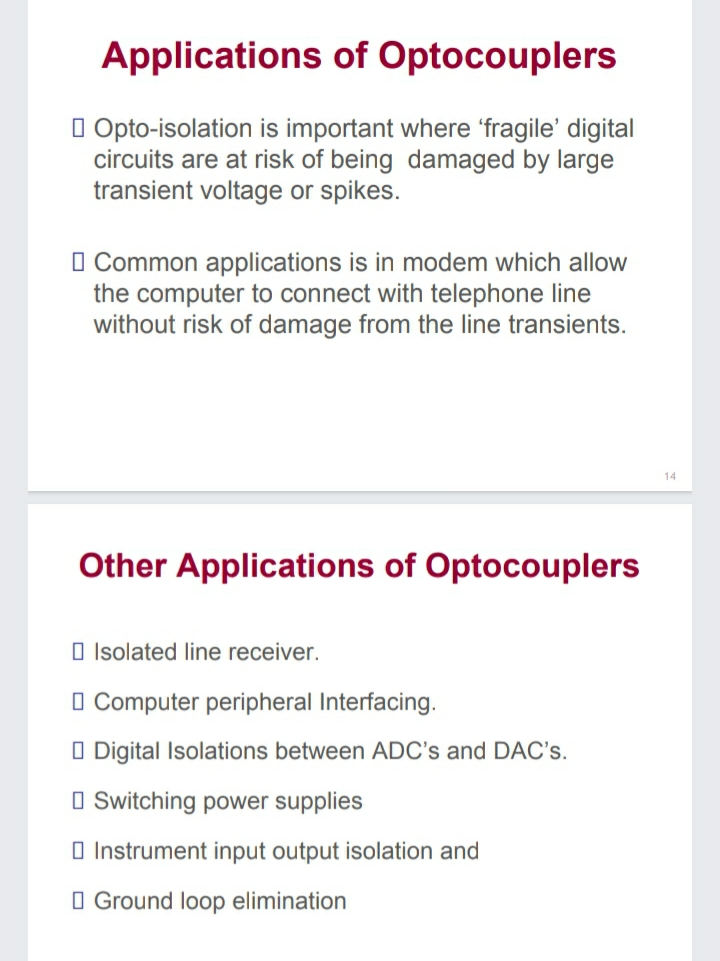 Applications of Optocouplers
▯ Opto-isolation is important where ‘fragile’ digital
circuits are at risk of being  damaged by large
transient voltage or spikes.
▯ Common applications is in modem which allow
the computer to connect with telephone line
without risk of damage from the line transients.
14
Other Applications of Optocouplers
▯ Isolated line receiver.
▯ Computer peripheral Interfacing.
▯ Digital Isolations between ADC’s and DAC’s.
▯ Switching power supplies
▯ Instrument input output isolation and
▯ Ground loop elimination